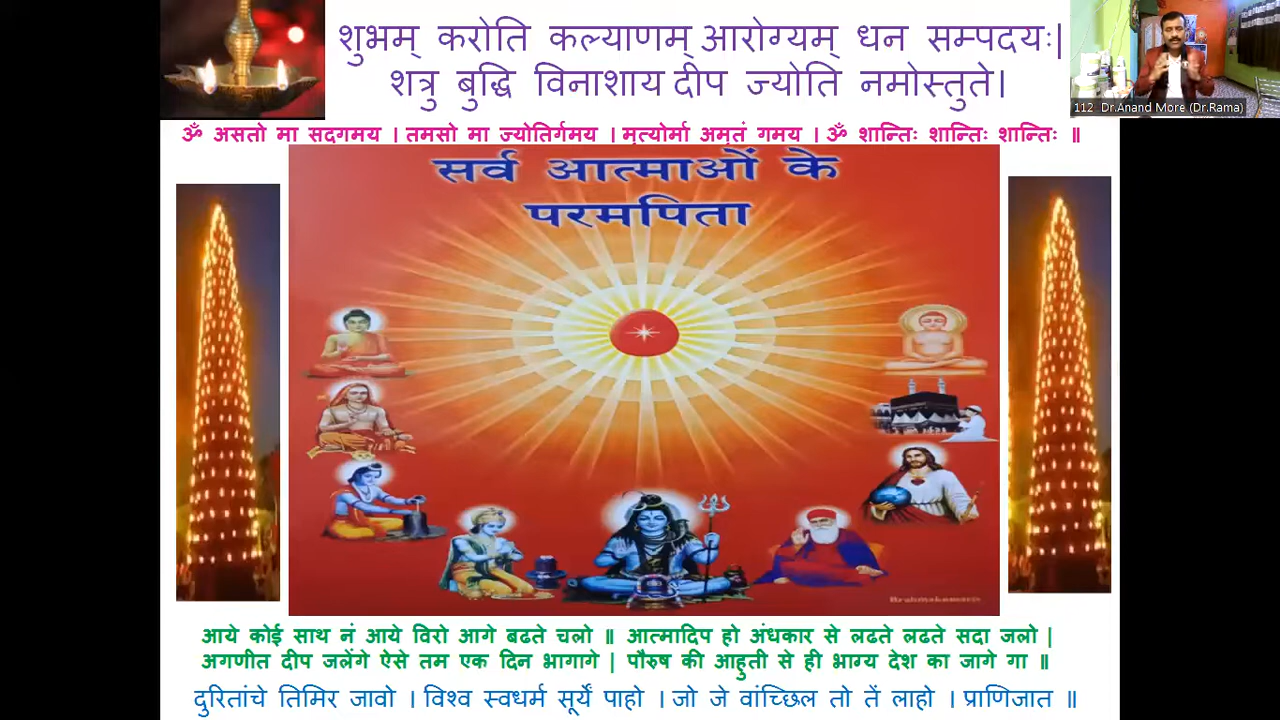 शुभम् करोति कल्याणम् आरोग्यम् धन सम्पदयः|
शत्रु बुद्धि विनाशाय दीप ज्योति नमोस्तुते।
112 Dr.Anand More (Dr.Rama)
ॐ असतो मा सदगमय । तमसो मा ज्योतिर्गमय । मृत्योर्मा अमृतं गमय । ॐ शान्तिः शान्तिः शान्तिः ॥
सर्व आत्माओं के
परमपिता
Brahmakumaris
आये कोई साथ नं आये विरो आगे बढते चलो ॥ आत्मादिप हो अंधकार से लढते लढते सदा जलो |
अगणीत दीप जलेंगे ऐसे तम एक दिन भागागे | पौरुष की आहुती से ही भाग्य देश का जागे गा ॥
दुरितांचे तिमिर जावो । विश्व स्वधर्म सूर्यें पाहो । जो जे वांच्छिल तो तें लाहो । प्राणिजात ॥